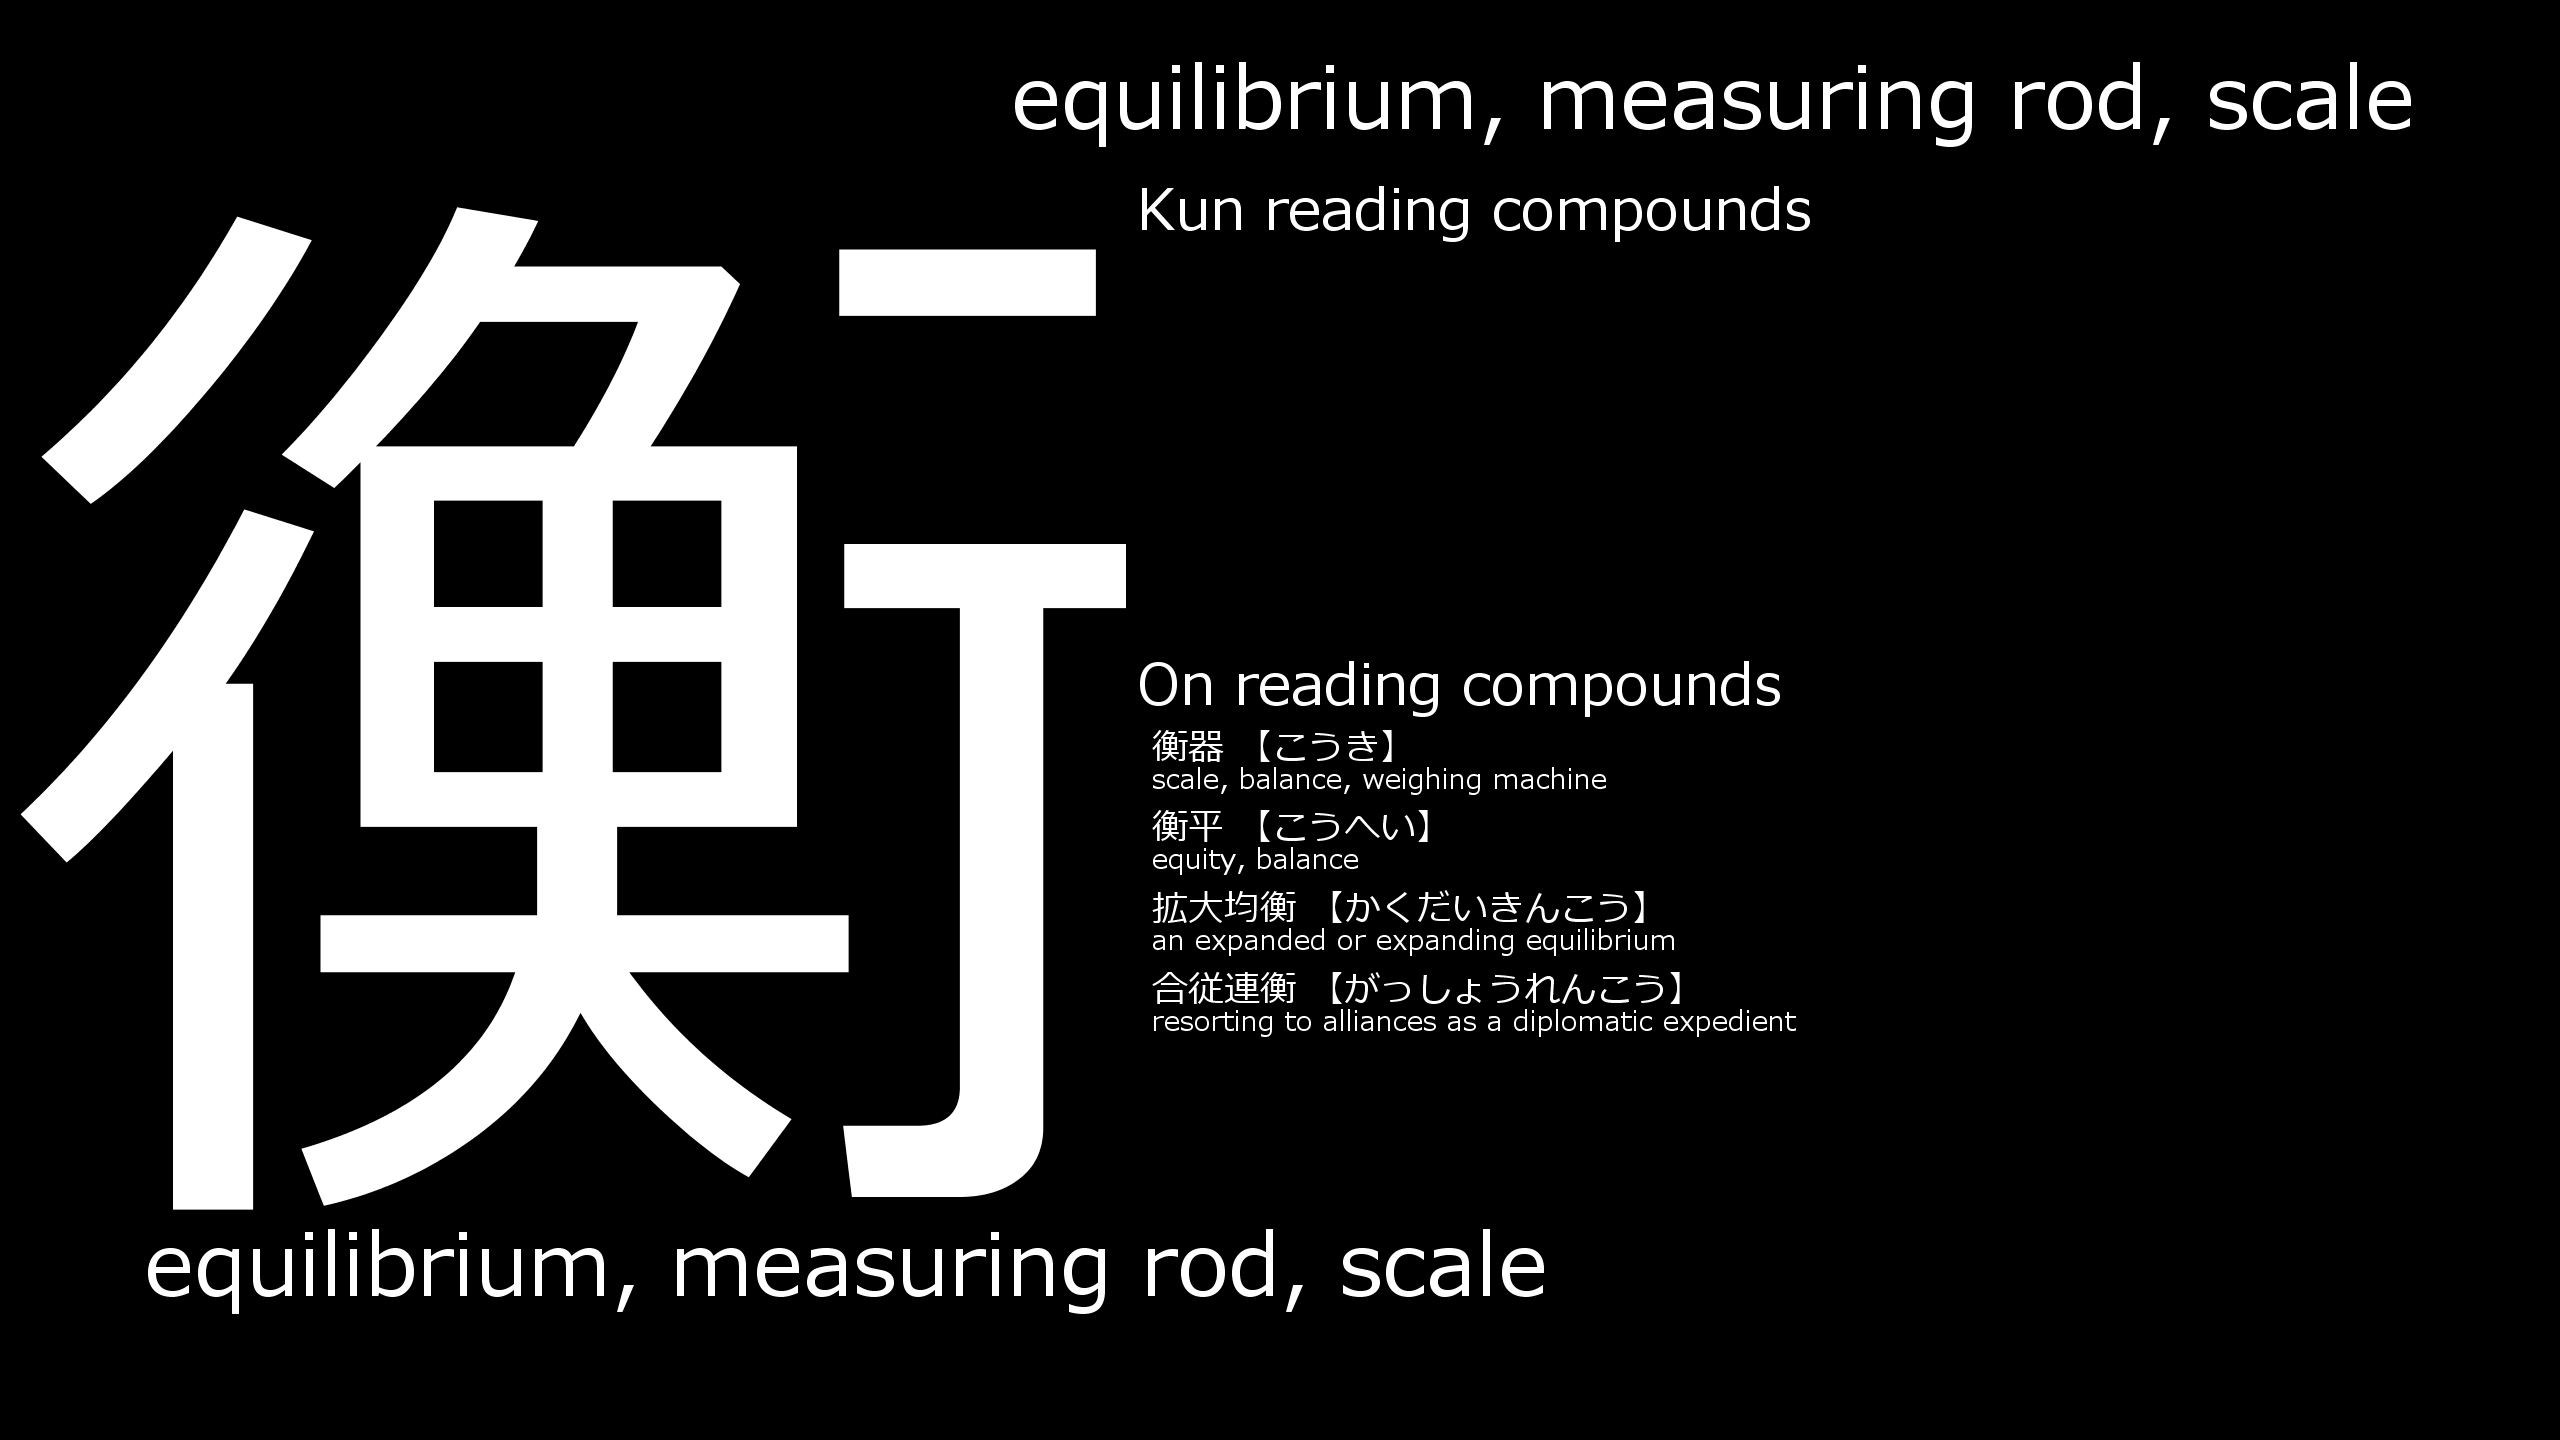 equilibrium, measuring rod, scale
Kun reading compounds
衡
On reading compounds
衡器 【こうき】
scale, balance, weighing machine
衡平 【こうへい】
equity, balance
拡大均衡 【かくだいきんこう】
an expanded or expanding equilibrium
合従連衡 【がっしょうれんこう】
resorting to alliances as a diplomatic expedient
equilibrium, measuring rod, scale